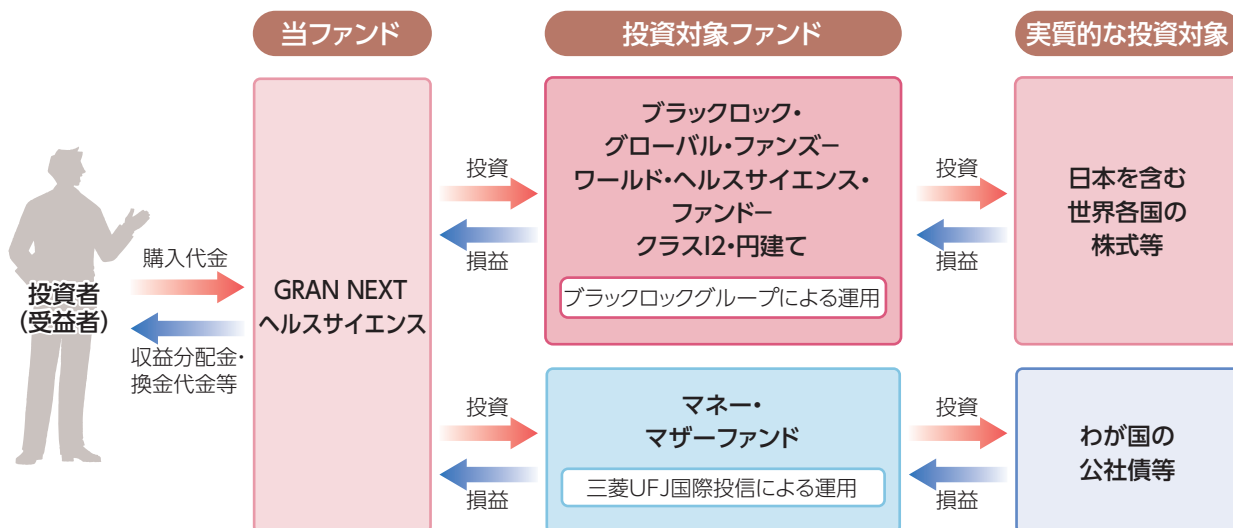 当ファンド
投資対象ファンド
実質的な投資対象
投資者
(受益者)
購入代金
収益分配金・
換金代金等
GRAN NEXT
ヘルスサイエンス
投資
損益
ブラックロック・
グローバル・ファンズー
ワールド・ヘルスサイエンス・
ファンドー
クラスI2・円建て
ブラックロックグループによる運用
投資
損益
日本を含む
世界各国の
株式等
投資
損益
マネー・
マザーファンド
三菱UFJ国際投信による運用
投資
損益
わが国の
公社債等